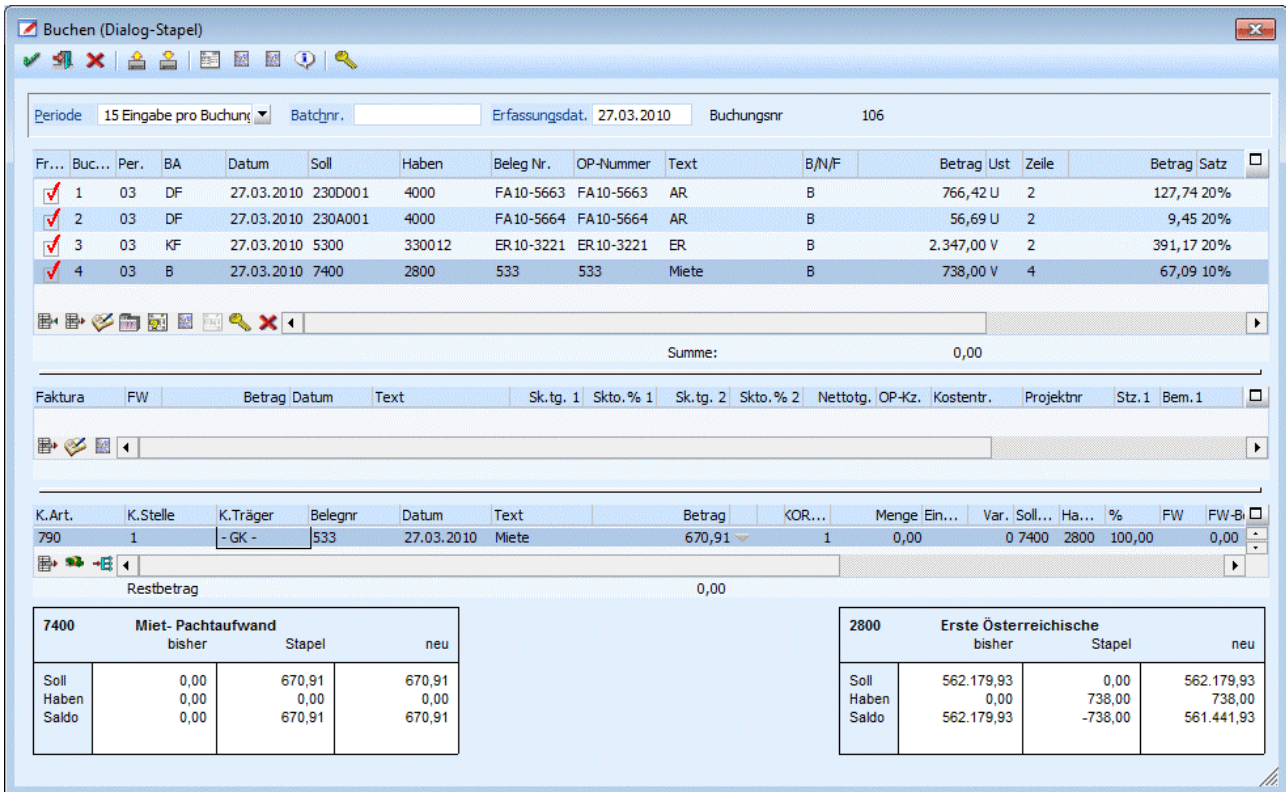 Buchen (Dialog-Stapel)
Periode 15 Eingabe pro Buchung Batchnr. Erfassungsdat. 27.03.2010 Buchungsnr 106
Fr... Buc... Per. BA Datum Soll Haben Beleg Nr. OP-Nummer Text B/N/F Betrag Ust Zeile Betrag Satz
1 03 DF 27.03.2010 230D001 4000 FA10-5663 FA10-5663 AR B 766,42 U 2 127,74 20%
2 03 DF 27.03.2010 230A001 4000 FA10-5664 FA10-5664 AR B 56,69 U 2 9,45 20%
3 03 KF 27.03.2010 5300 330012 ER10-3221 ER10-3221 ER B 2.347,00 V 2 391,17 20%
4 03 B 27.03.2010 7400 2800 533 533 Miete B 738,00 V 4 67,09 10%
Summe: 0,00
Faktura FW Betrag Datum Text Sk.tg. 1 Skto.% 1 Sk.tg. 2 Skto.% 2 Nettotg. OP-Kz. Kostentr. Projektnr Stz.1 Bem.1
K.Art. K.Stelle K.Träger Belegnr Datum Text Betrag KOR... Menge Ein... Var. Soll... Ha... % FW FW-B
790 1 - GK - 533 27.03.2010 Miete 670,91 1 0,00 0 7400 2800 100,00 0,00
Restbetrag 0,00
7400 Miet- Pachtaufwand
bisher Stapel neu
Soll 0,00 670,91 670,91
Haben 0,00 0,00 0,00
Saldo 0,00 670,91 670,91
2800 Erste Österreichische
bisher Stapel neu
Soll 562.179,93 0,00 562.179,93
Haben 0,00 738,00 738,00
Saldo 562.179,93 -738,00 561.441,93